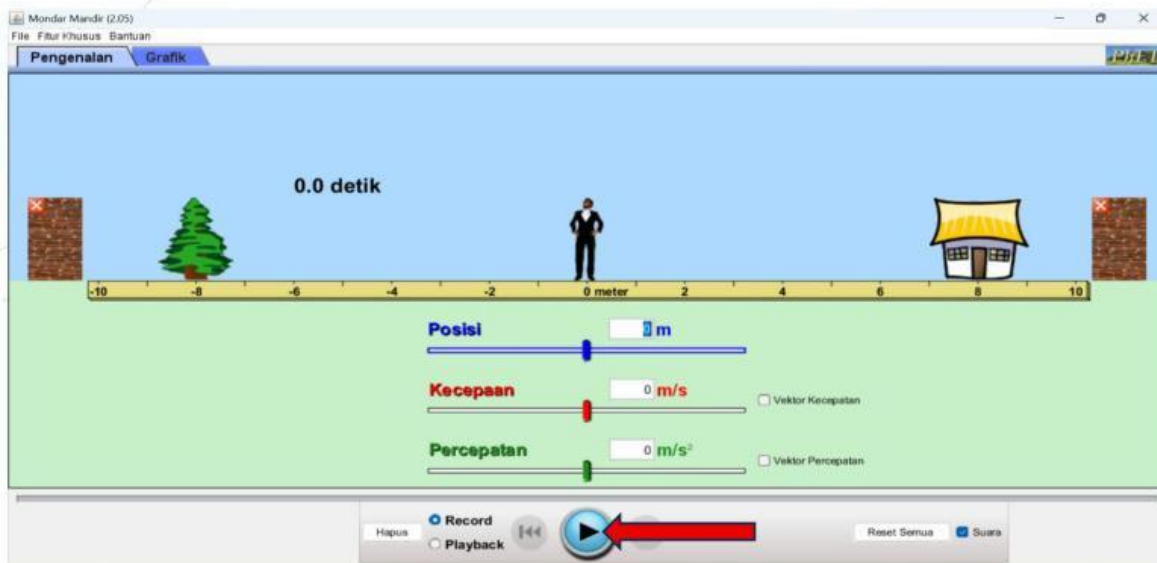 Mondar Mandir (2.05)
File Fitur Khusus Bantuan
Pengenalan Grafik
0.0 detik
-10 -8 -6 -4 -2 0 meter 2 4 6 8 10
Posisi 0 m
Kecepaan 0 m/s
Vektor Kecepatan
Percepatan 0 m/s²
Vektor Percepatan
Hapus
Record
Playback
Reset Semua
Suara